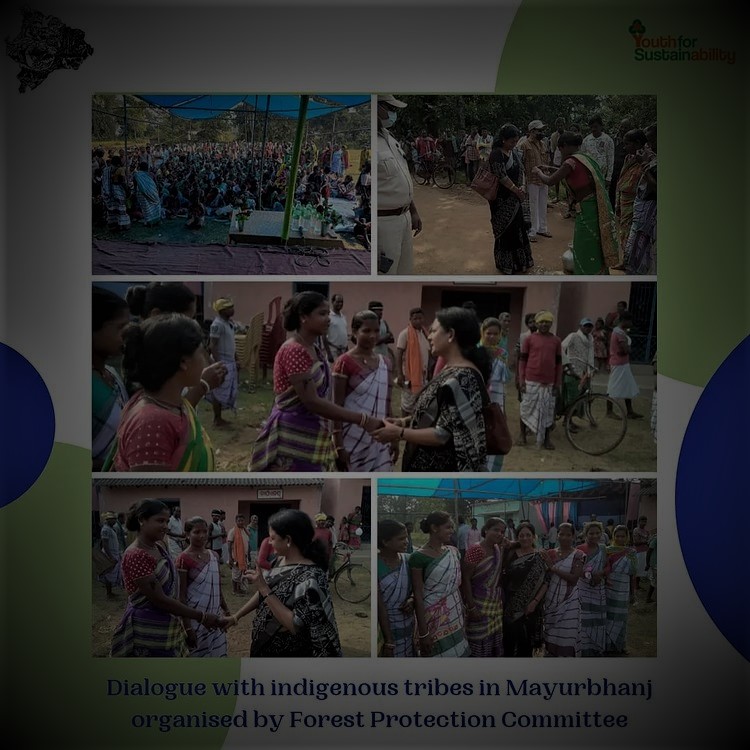 Youth for
Sustainability
Dialogue with indigenous tribes in Mayurbhanj
organised by Forest Protection Committee